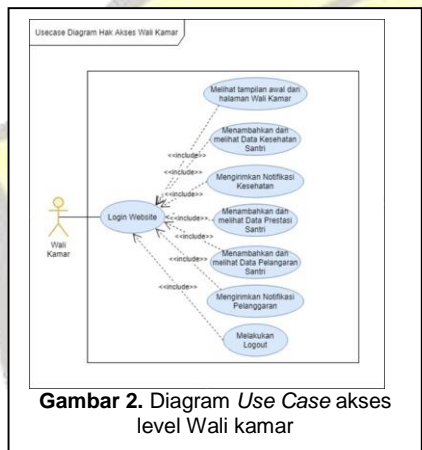 Usecase Diagram Hak Akses Wali Kamar
Melihat tampilan awal dari
halaman Wali Kamar
Menambahkan dan
melihat Data Kesehatan
Santri
<<include>>
Mengirimkan Notifikasi
Kesehatan
<<include>>
Wali
Kamar
Login Website
<<include>>
Menambahkan dan
melihat Data Prestasi
Santri
<<include>>
Menambahkan dan
melihat Data Pelangaran
Santri
<<include>>
Mengirimkan Notifikasi
Pelanggaran
<<include>>
Melakukan
Logout
Gambar 2. Diagram Use Case akses
level Wali kamar